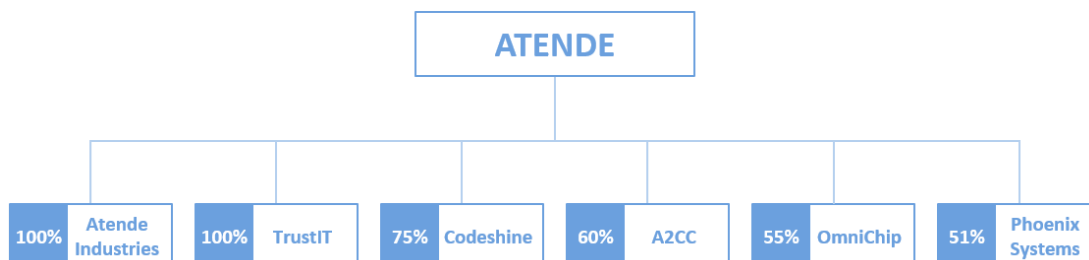 ATENDE
100%
Atende
Industries
100%
TrustIT
75%
Codeshine
60%
A2CC
55%
OmniChip
51%
Phoenix
Systems